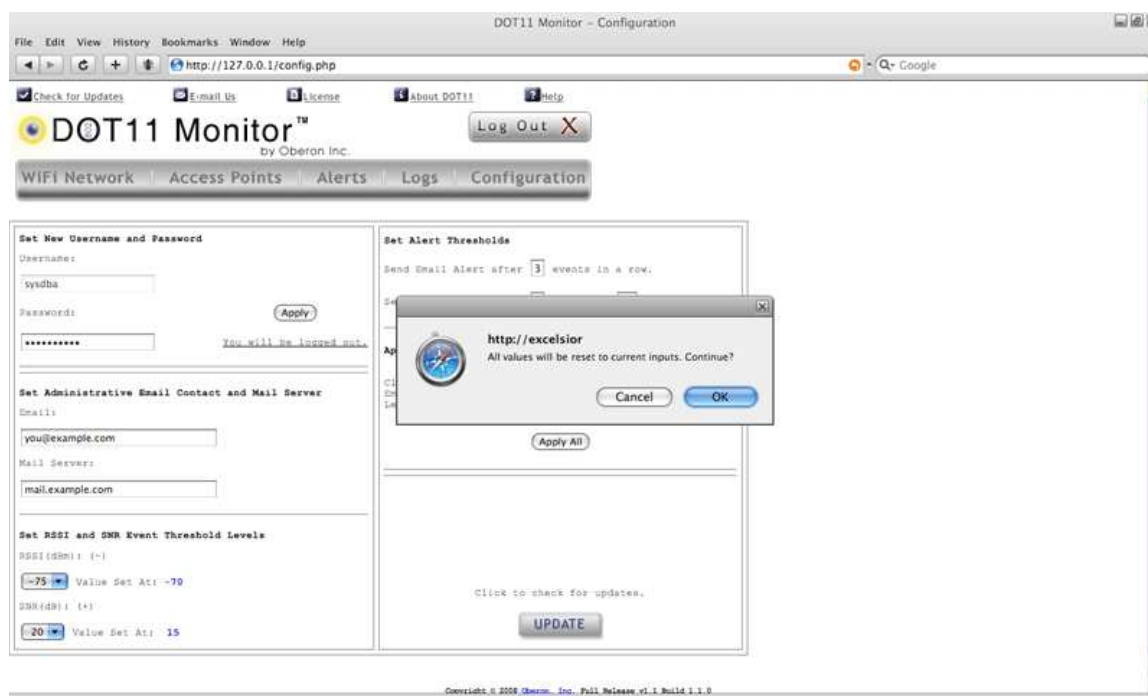 DOT11 Monitor – Configuration
File Edit View History Bookmarks Window Help
http://127.0.0.1/config.php
Google
Check for Updates E-mail Us License About DOT11 Help
DOT11 Monitor™
by Oberon Inc.
Log Out X
WIFI Network Access Points Alerts Logs Configuration
Set New Username and Password
Username:
sysdba
Password:
Apply
••••••••••
You will be logged out.
Set Administrative Email Contact and Mail Server
Email:
you@example.com
Mail Server:
mail.example.com
Set RSSI and SNR Event Threshold Levels
RSSI(dBm): (-)
-75 Value Set At: -70
SNR(dB): (+)
20 Value Set At: 15
Set Alert Thresholds
Send Email Alert after 3 events in a row.
http://excelsior
All values will be reset to current inputs. Continue?
Cancel OK
Apply All
Click to check for updates.
UPDATE
Copyright © 2008 Oberon, Inc. Full Release v1.1 Build 1.1.0